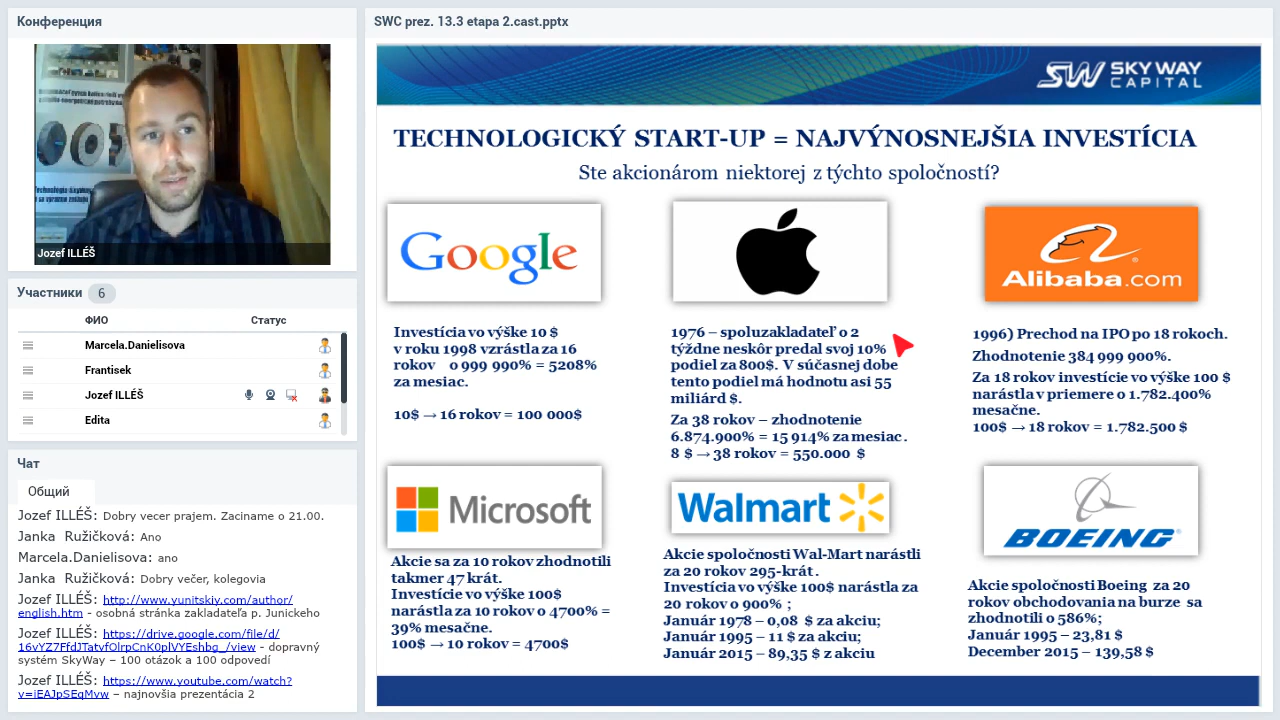 Конференция
Jozef ILLÉŠ
Участники 6
ФИО Статус
Marcela.Danielisova
Frantisek
Jozef ILLÉŠ
Edita
Чат
Общий
Jozef ILLÉŠ: Dobry vecer prajem. Zaciname o 21.00.
Janka Ružičková: Ano
Marcela.Danielisova: ano
Janka Ružičková: Dobry večer, kolegovia
Jozef ILLÉŠ: http://www.yunitskiy.com/author/
english.htm - osobná stránka zakladateľa p. Junickeho
Jozef ILLÉŠ: https://drive.google.com/file/d/
16vYZ7FfdJTatvfOlrpCnK0plVYEshbg_/view - dopravný
systém SkyWay – 100 otázok a 100 odpovedí
Jozef ILLÉŠ: https://www.youtube.com/watch?
v=iEAJpSEqMvw – najnovšia prezentácia 2
SWC prez. 13.3 etapa 2.cast.pptx
SW SKY WAY
CAPITAL
TECHNOLOGICKÝ START-UP = NAJVÝNOSNEJŠIA INVESTÍCIA
Ste akcionárom niektorej z týchto spoločností?
Google
Investícia vo výške 10 $
v roku 1998 vzrástla za 16
rokov o 999 990% = 5208%
za mesiac.
10$ → 16 rokov = 100 000$
1976 – spoluzakladateľ o 2
týždne neskôr predal svoj 10%
podiel za 800$. V súčasnej dobe
tento podiel má hodnotu asi 55
miliárd $.
Za 38 rokov – zhodnotenie
6.874.900% = 15 914% za mesiac.
8 $ → 38 rokov = 550.000 $
Alibaba.com
1996) Prechod na IPO po 18 rokoch.
Zhodnotenie 384 999 900%.
Za 18 rokov investície vo výške 100 $
narástla v priemere o 1.782.400%
mesačne.
100$ → 18 rokov = 1.782.500 $
Microsoft
Akcie sa za 10 rokov zhodnotili
takmer 47 krát.
Investície vo výške 100$
narástla za 10 rokov o 4700% =
39% mesačne.
100$ → 10 rokov = 4700$
Walmart
Akcie spoločnosti Wal-Mart narástli
za 20 rokov 295-krát.
Investícia vo výške 100$ narástla za
20 rokov o 900% ;
Január 1978 – 0,08 $ za akciu;
Január 1995 – 11 $ za akciu;
Január 2015 – 89,35 $ za akciu
BOEING
Akcie spoločnosti Boeing za 20
rokov obchodovania na burze sa
zhodnotili o 586%;
Január 1995 – 23,81 $
December 2015 – 139,58 $